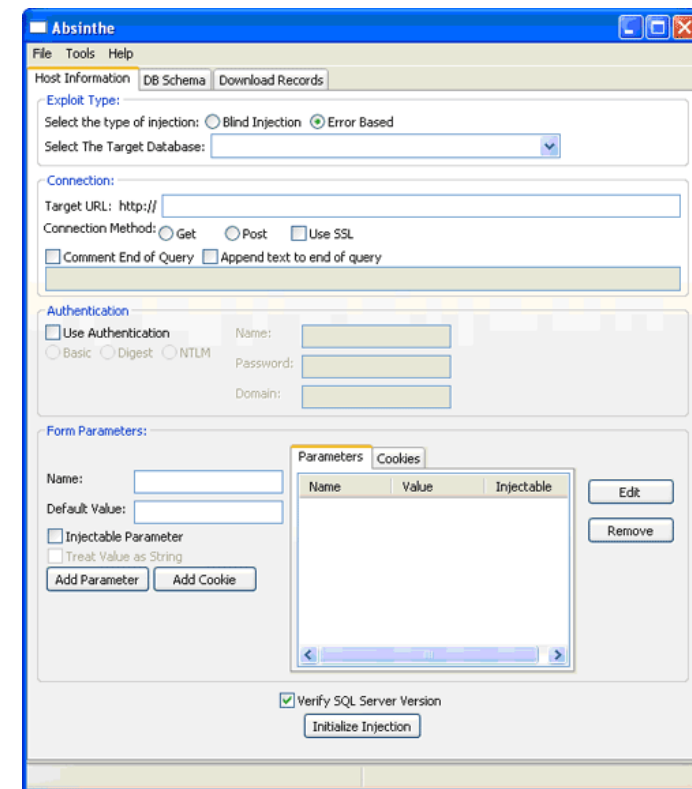 Absinthe
File Tools Help
Host Information DB Schema Download Records
Exploit Type:
Select the type of injection: Blind Injection Error Based
Select The Target Database:
Connection:
Target URL: http://
Connection Method: Get Post Use SSL
Comment End of Query Append text to end of query
Authentication
Use Authentication Name:
Basic Digest NTLM
Password:
Domain:
Form Parameters:
Parameters Cookies
Name: Name Value Injectable Edit
Default Value:
Injectable Parameter Remove
Treat Value as String
Add Parameter Add Cookie
Verify SQL Server Version
Initialize Injection